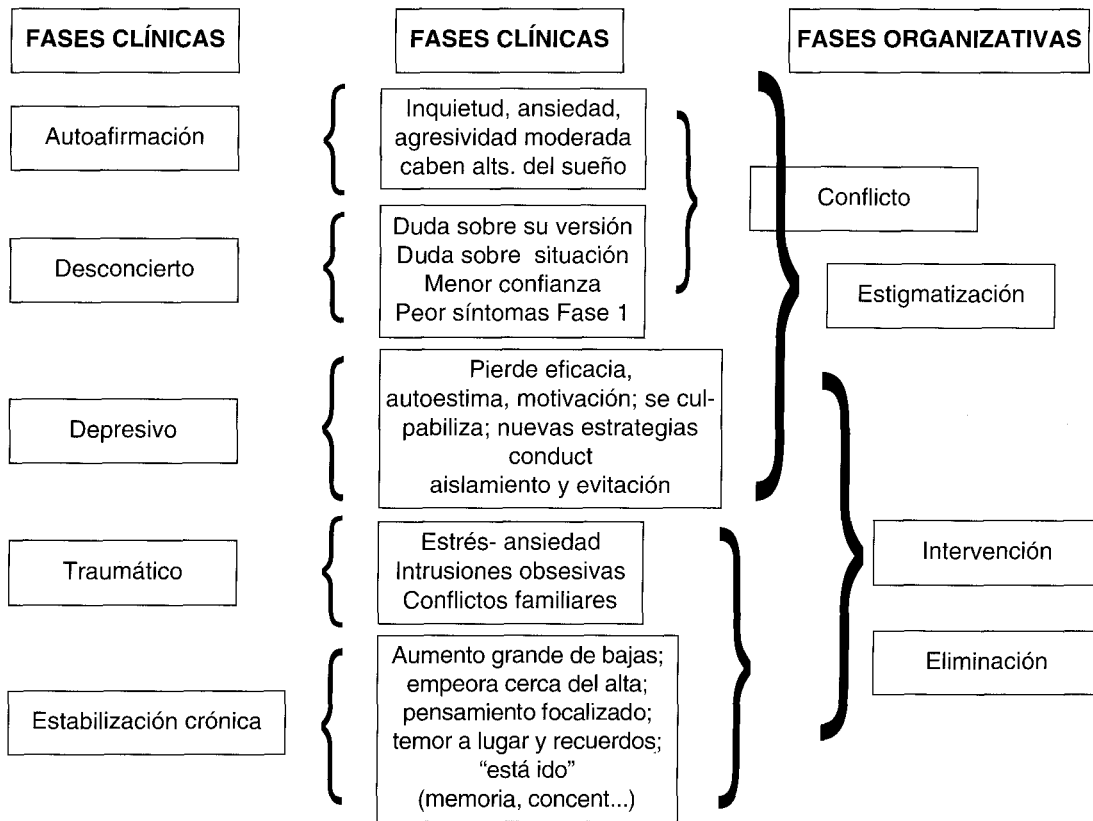 FASES CLÍNICAS
FASES CLÍNICAS
FASES ORGANIZATIVAS
Autoafirmación
Inquietud, ansiedad,
agresividad moderada
caben alts. del sueño
Conflicto
Desconcierto
Duda sobre su versión
Duda sobre situación
Menor confianza
Peor síntomas Fase 1
Estigmatización
Depresivo
Pierde eficacia,
autoestima, motivación; se cul-
pabiliza; nuevas estrategias
conduct
aislamiento y evitación
Traumático
Estrés- ansiedad
Intrusiones obsesivas
Conflictos familiares
Intervención
Eliminación
Estabilización crónica
Aumento grande de bajas;
empeora cerca del alta;
pensamiento focalizado;
temor a lugar y recuerdos;
“está ido”
(memoria, concent...)